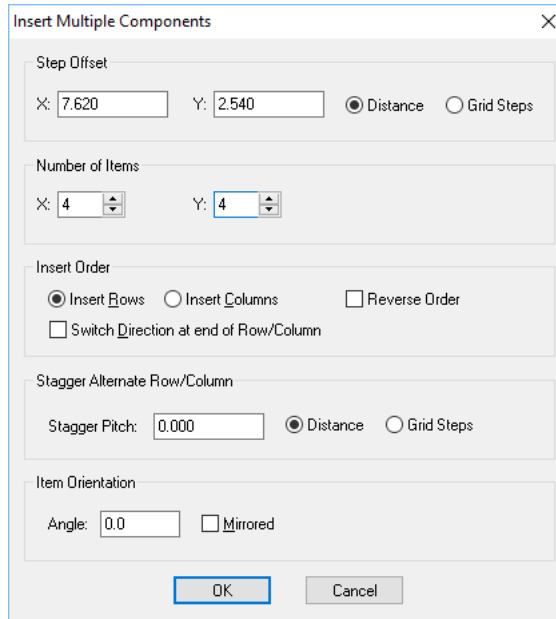 Insert Multiple Components
Step Offset
X: 7.620 Y: 2.540 Distance Grid Steps
Number of Items
X: 4 Y: 4
Insert Order
Insert Rows Insert Columns Reverse Order
Switch Direction at end of Row/Column
Stagger Alternate Row/Column
Stagger Pitch: 0.000 Distance Grid Steps
Item Orientation
Angle: 0.0 Mirrored
OK Cancel